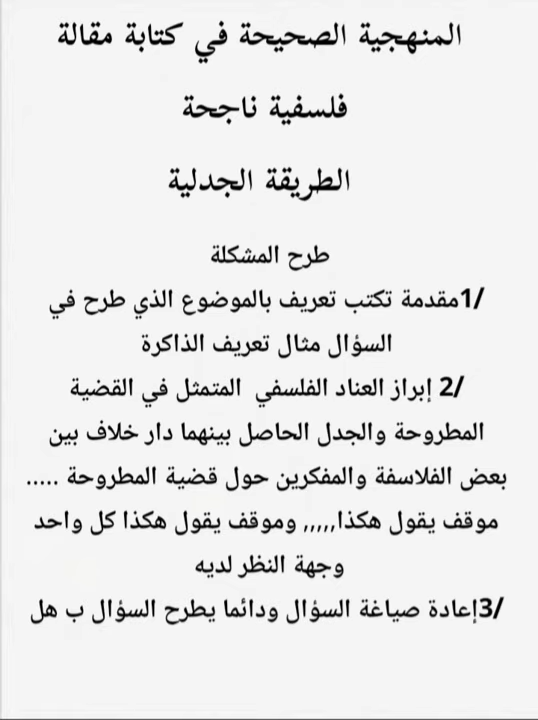 المنهجية الصحيحة في كتابة مقالة
فلسفية ناجحة
الطريقة الجدلية
طرح المشكلة
1/مقدمة تكتب تعريف بالموضوع الذي طرح في
السؤال مثال تعريف الذاكرة
2/ إبراز العناد الفلسفي المتمثل في القضية
المطروحة والجدل الحاصل بينهما دار خلاف بين
بعض الفلاسفة والمفكرين حول قضية المطروحة .....
موقف يقول هكذا,,,,, وموقف يقول هكذا كل واحد
وجهة النظر لديه
3/إعادة صياغة السؤال ودائما يطرح السؤال ب هل